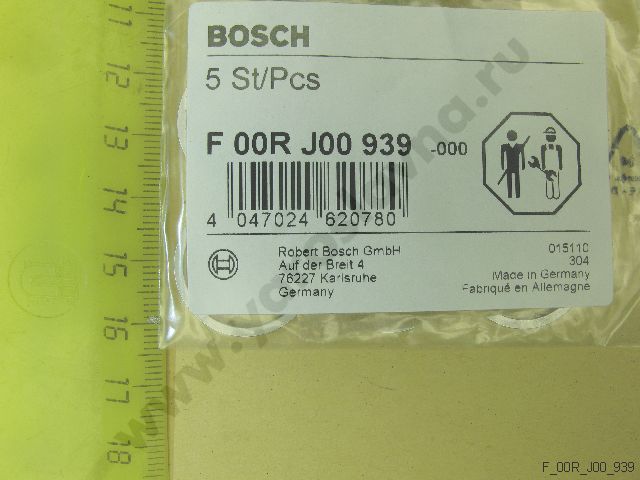 BOSCH
5 St/Pcs
F 00R J00 939 -000
4 047024 620780
Robert Bosch GmbH
Auf der Breit 4
76227 Karlsruhe
Germany
015110
304
Made in Germany
Fabriqué en Allemagne
11
12
13
14
15
16
17
18
F_00R_J00_939